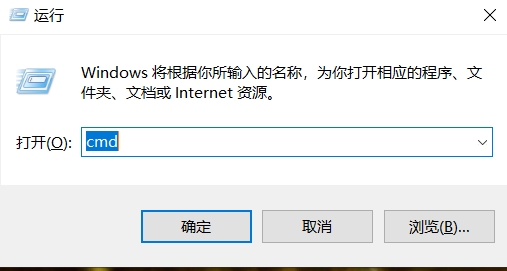 运行
Windows 将根据你所输入的名称，为你打开相应的程序、文
件夹、文档或 Internet 资源。
打开(O): cmd
确定 取消 浏览(B)...